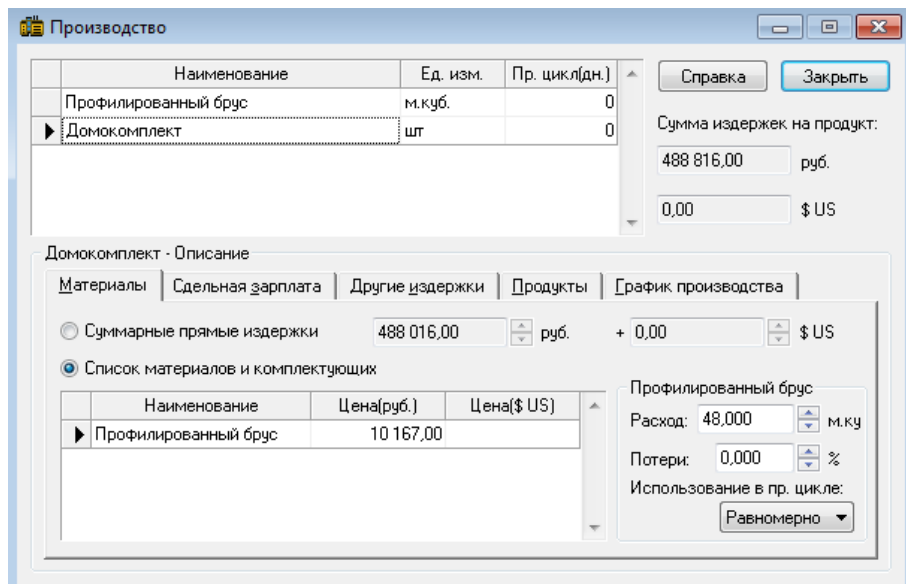 Производство
Наименование Ед. изм. Пр. цикл(дн.)
Профилированный брус м.куб. 0
Домокомплект шт 0
Справка Закрыть
Сумма издержек на продукт:
488 816,00 руб.
0,00 $ US
Домокомплект - Описание
Материалы Сдельная зарплата Другие издержки Продукты График производства
Суммарные прямые издержки 488 016,00 руб. + 0,00 $ US
Список материалов и комплектующих
Наименование Цена(руб.) Цена($ US)
Профилированный брус 10 167,00
Профилированный брус
Расход: 48,000 м.ку
Потери: 0,000 %
Использование в пр. цикле:
Равномерно